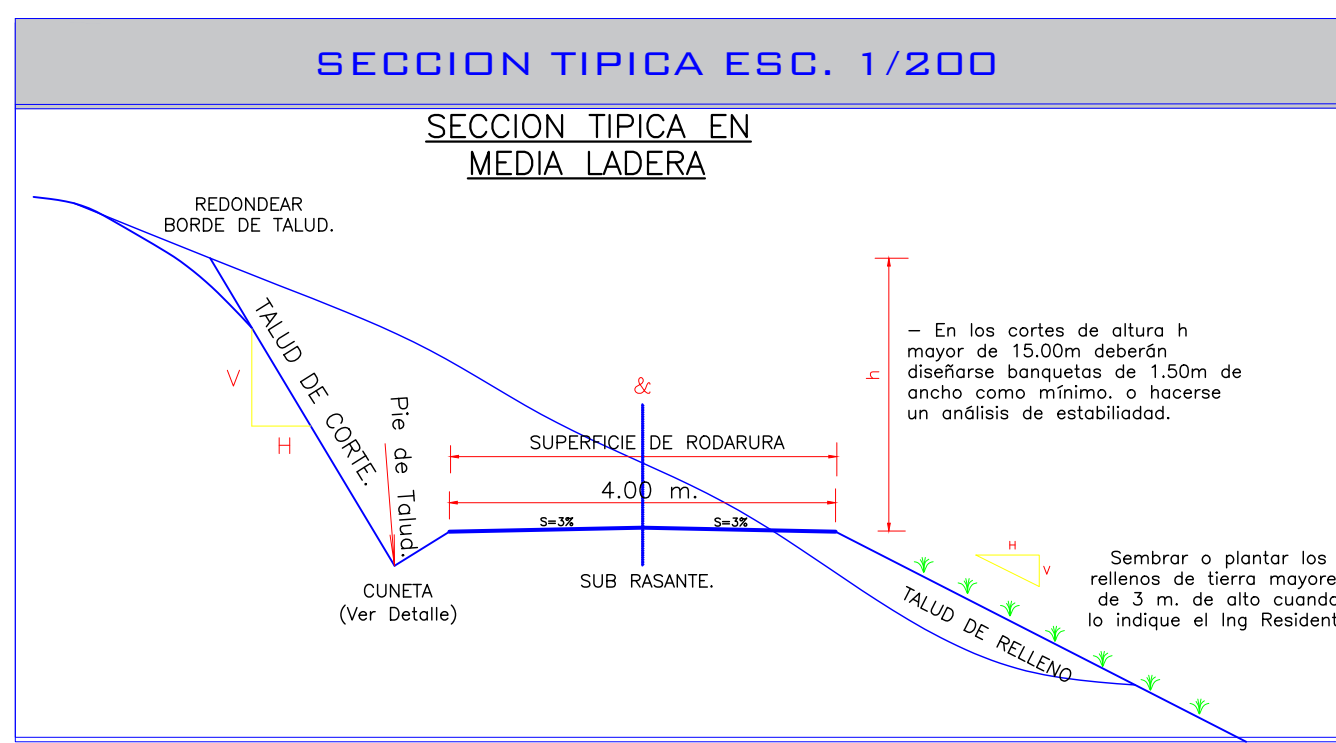 SECCION TIPICA ESC. 1/200
SECCION TIPICA EN
MEDIA LADERA
REDONDEAR
BORDE DE TALUD.
TALUD DE CORTE.
V
H
Pie de Talud.
CUNETA
(Ver Detalle)
&
SUPERFICIE DE RODARURA
4.00 m.
S=3%
S=3%
SUB RASANTE.
h
– En los cortes de altura h
mayor de 15.00m deberán
diseñarse banquetas de 1.50m de
ancho como mínimo. o hacerse
un análisis de estabiliadad.
H
V
TALUD DE RELLENO
Sembrar o plantar los
rellenos de tierra mayore
de 3 m. de alto cuando
lo indique el Ing Resident